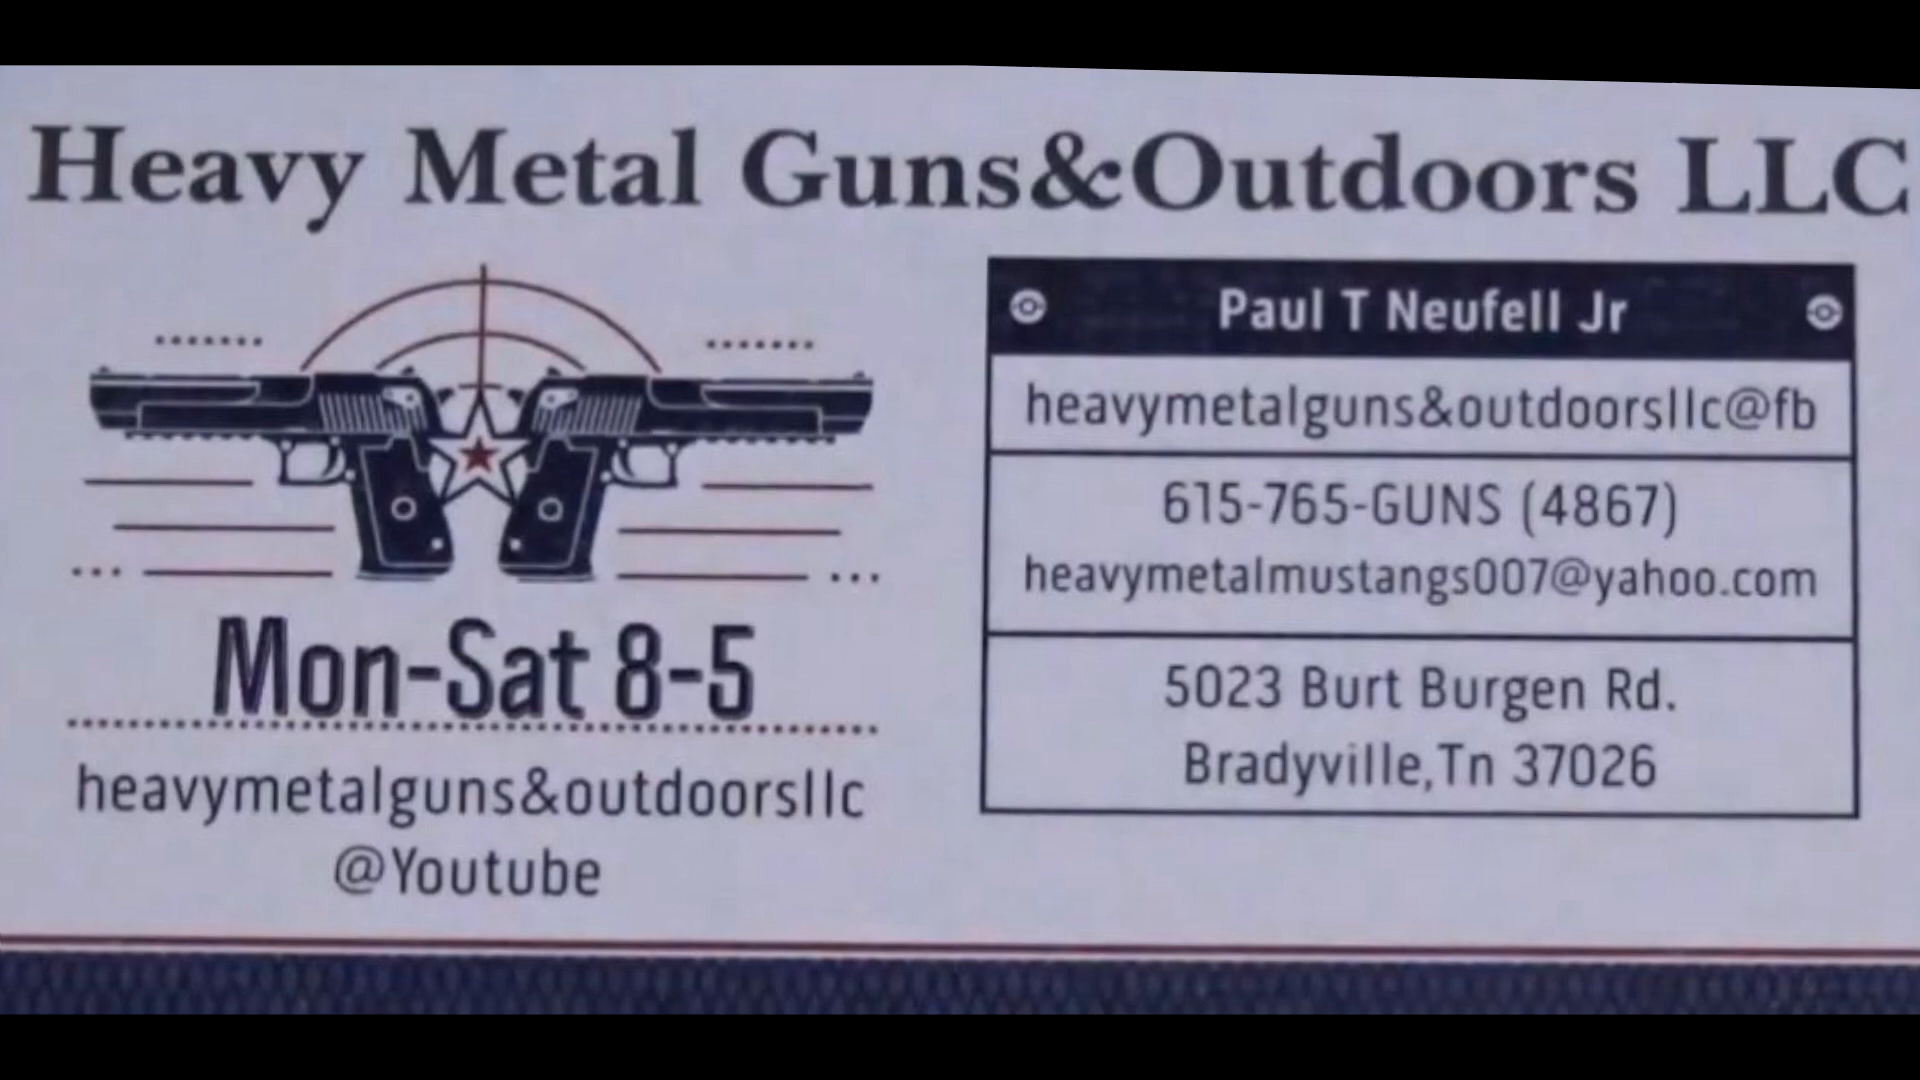 Heavy Metal Guns&Outdoors LLC
Mon-Sat 8-5
heavymetalguns&outdoorsllc
@Youtube
Paul T Neufell Jr
heavymetalguns&outdoorsllc@fb
615-765-GUNS (4867)
heavymetalmustangs007@yahoo.com
5023 Burt Burgen Rd.
Bradyville,Tn 37026